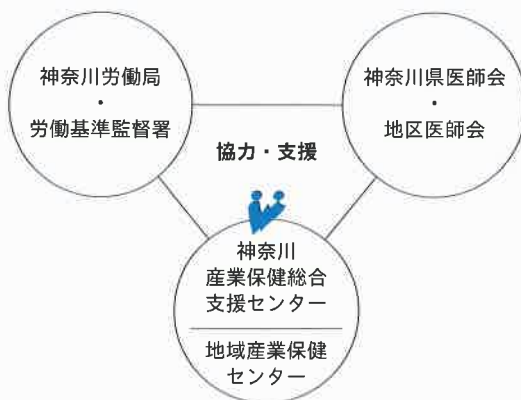 神奈川労働局
・
労働基準監督署
神奈川県医師会
・
地区医師会
協力・支援
神奈川
産業保健総合
支援センター
地域産業保健
センター